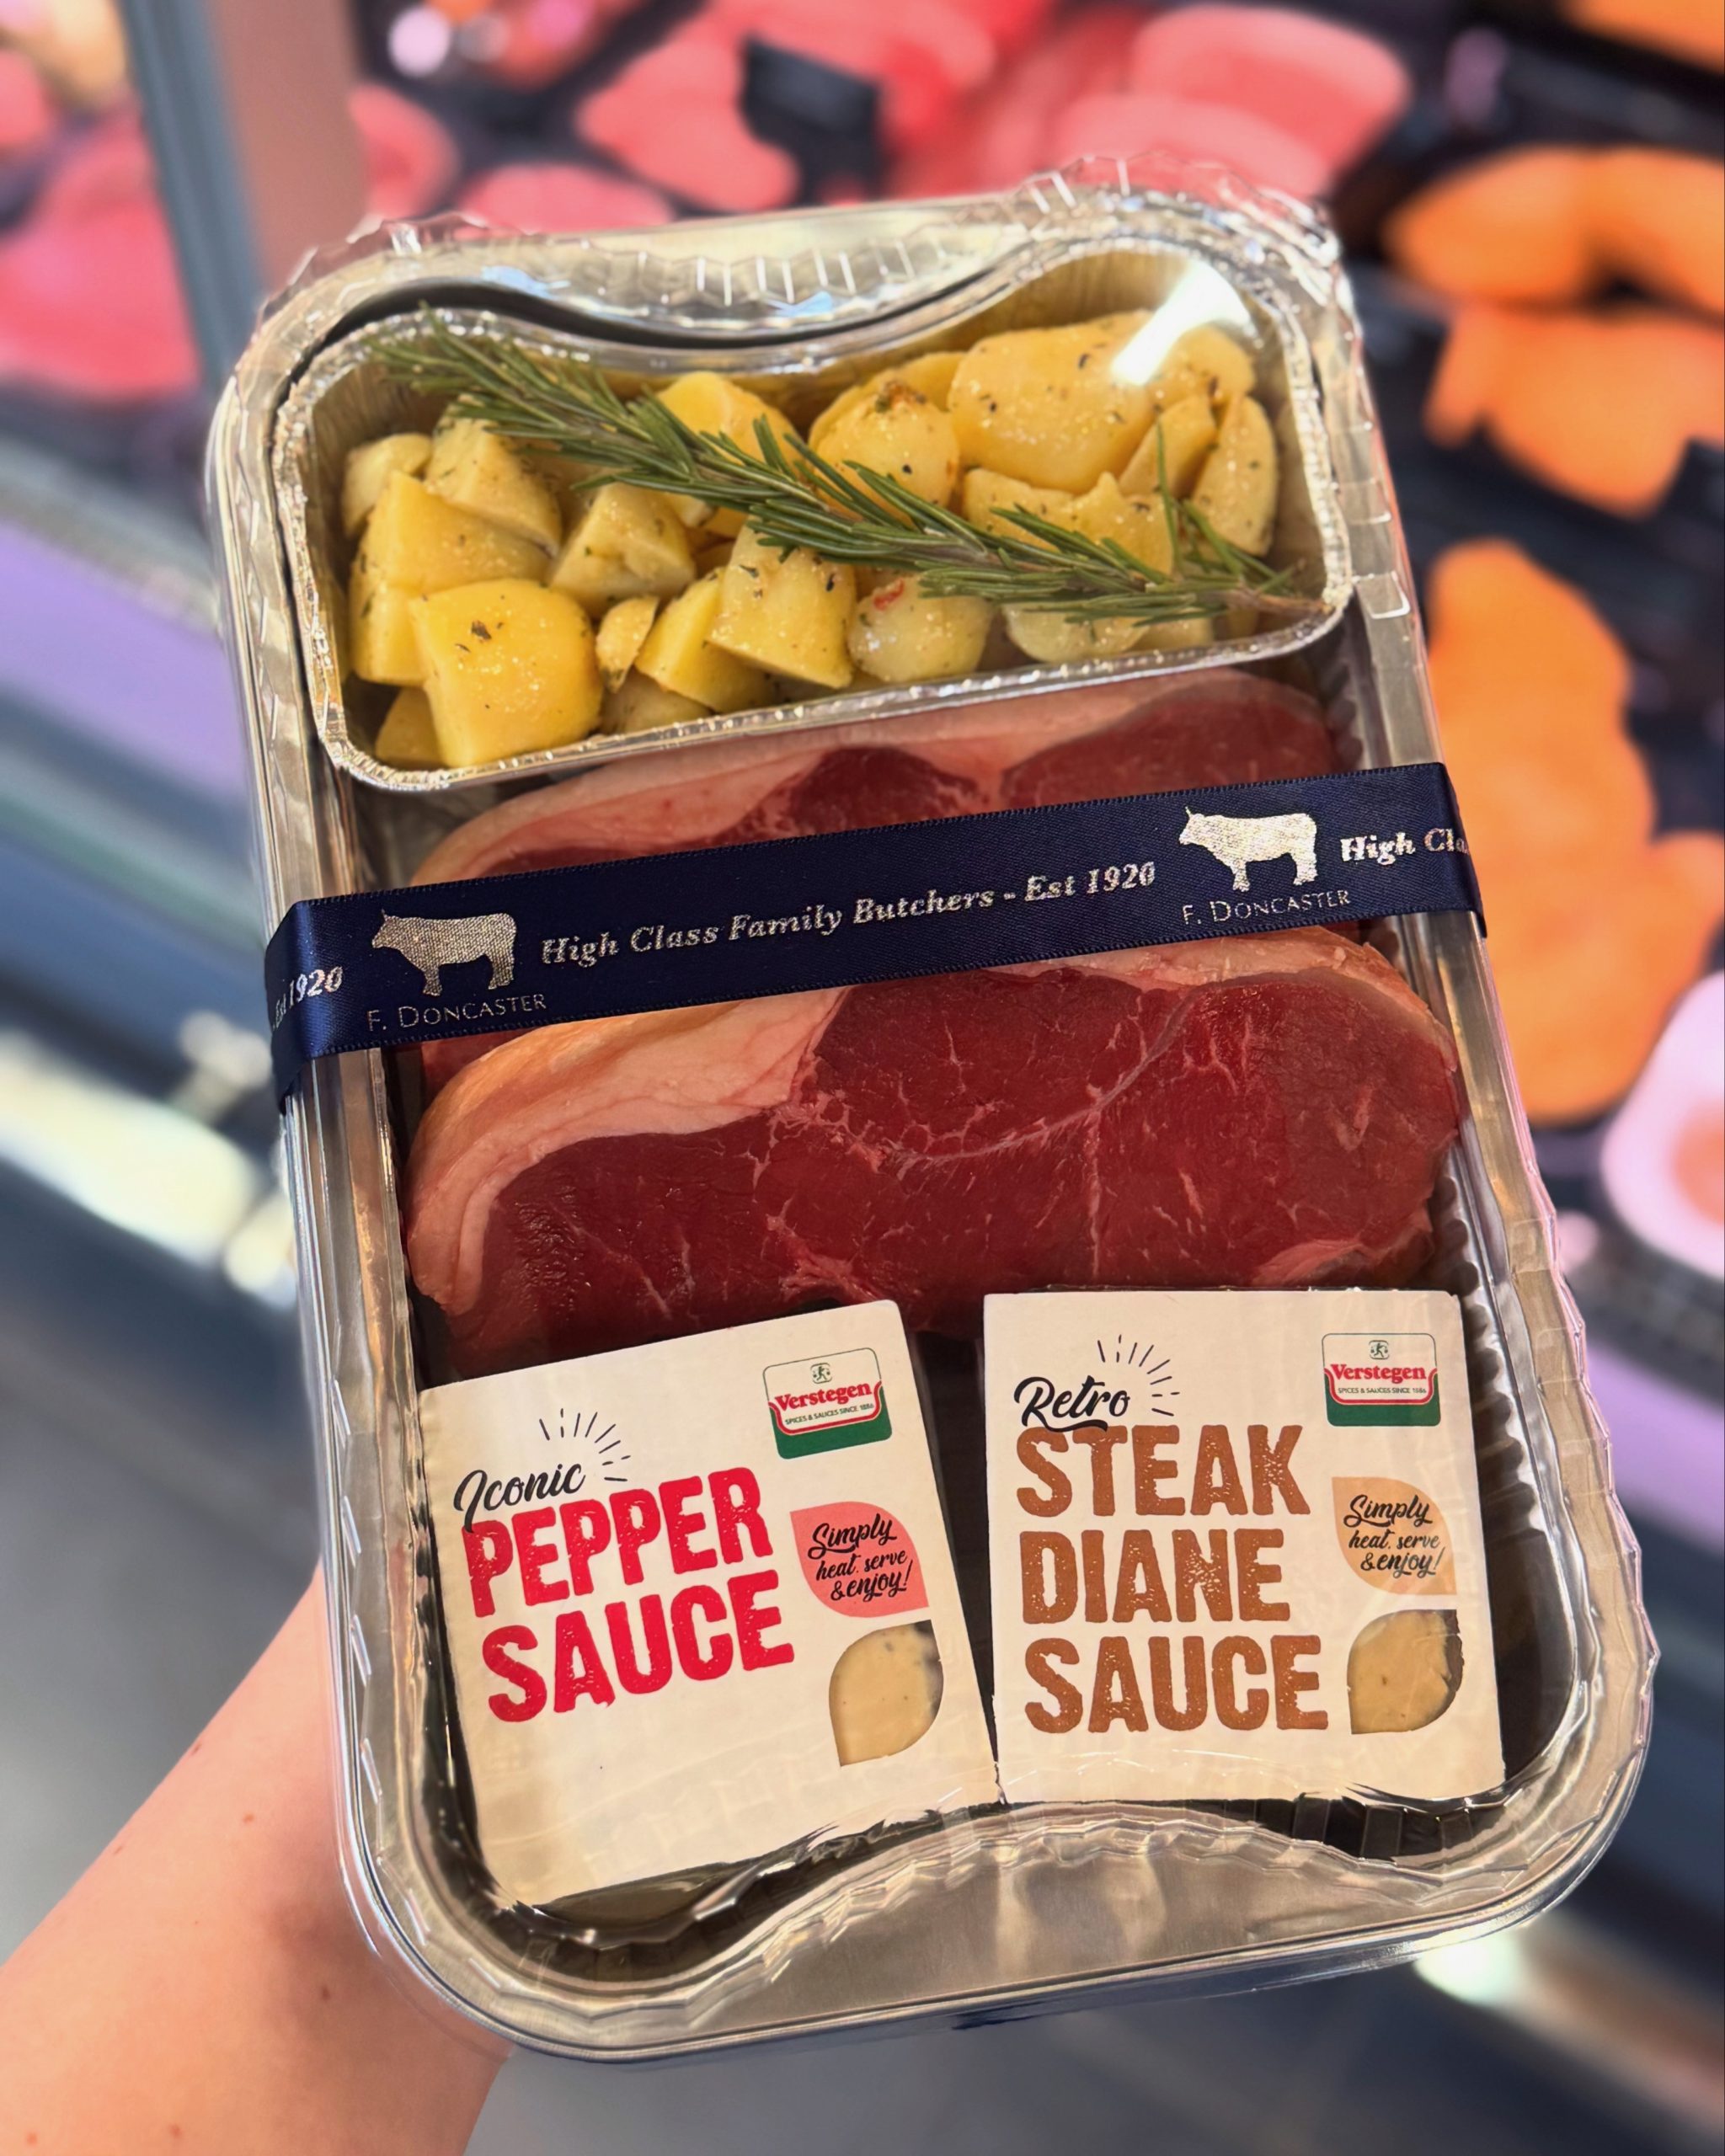 Est 1920
F. DONCASTER
High Class Family Butchers - Est 1920
F. DONCASTER
High Cla
Iconic
PEPPER
SAUCE
Verstegen
SPICES & SAUCES SINCE 1886
Simply
heat, serve
& enjoy!
Retro
STEAK
DIANE
SAUCE
Verstegen
SPICES & SAUCES SINCE 1886
Simply
heat, serve
& enjoy!